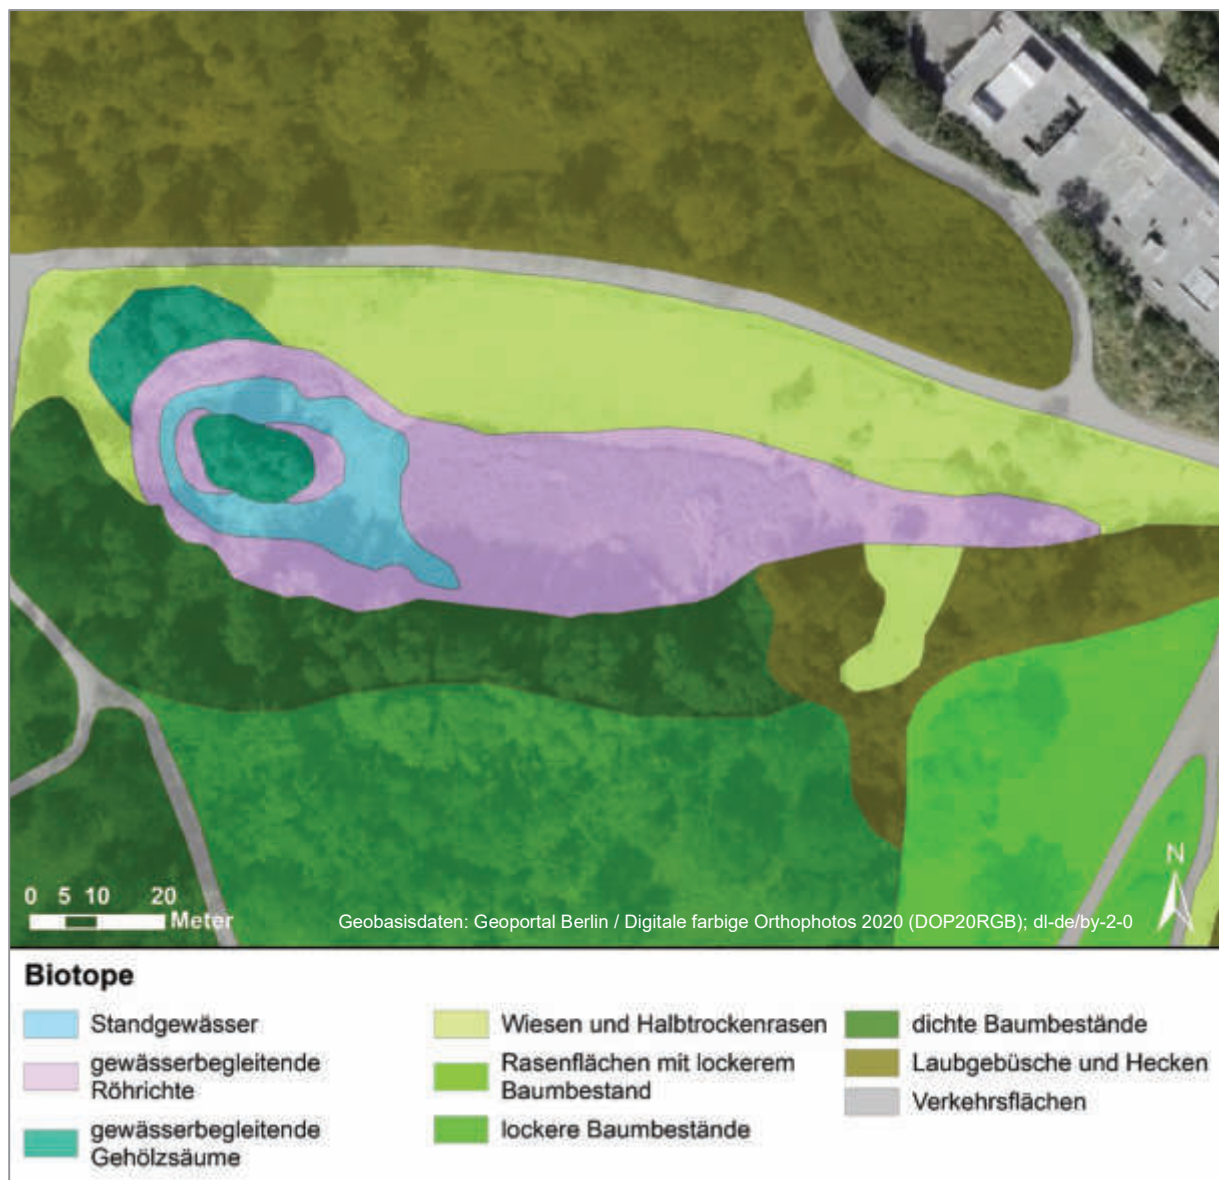 N
0 5 10 20
Meter
Geobasisdaten: Geoportal Berlin / Digitale farbige Orthophotos 2020 (DOP20RGB); dl-de/by-2-0
Biotope
Standgewässer
gewässerbegleitende
Röhrichte
gewässerbegleitende
Gehölzsäume
Wiesen und Halbtrockenrasen
Rasenflächen mit lockerem
Baumbestand
lockere Baumbestände
dichte Baumbestände
Laubgebüsche und Hecken
Verkehrsflächen